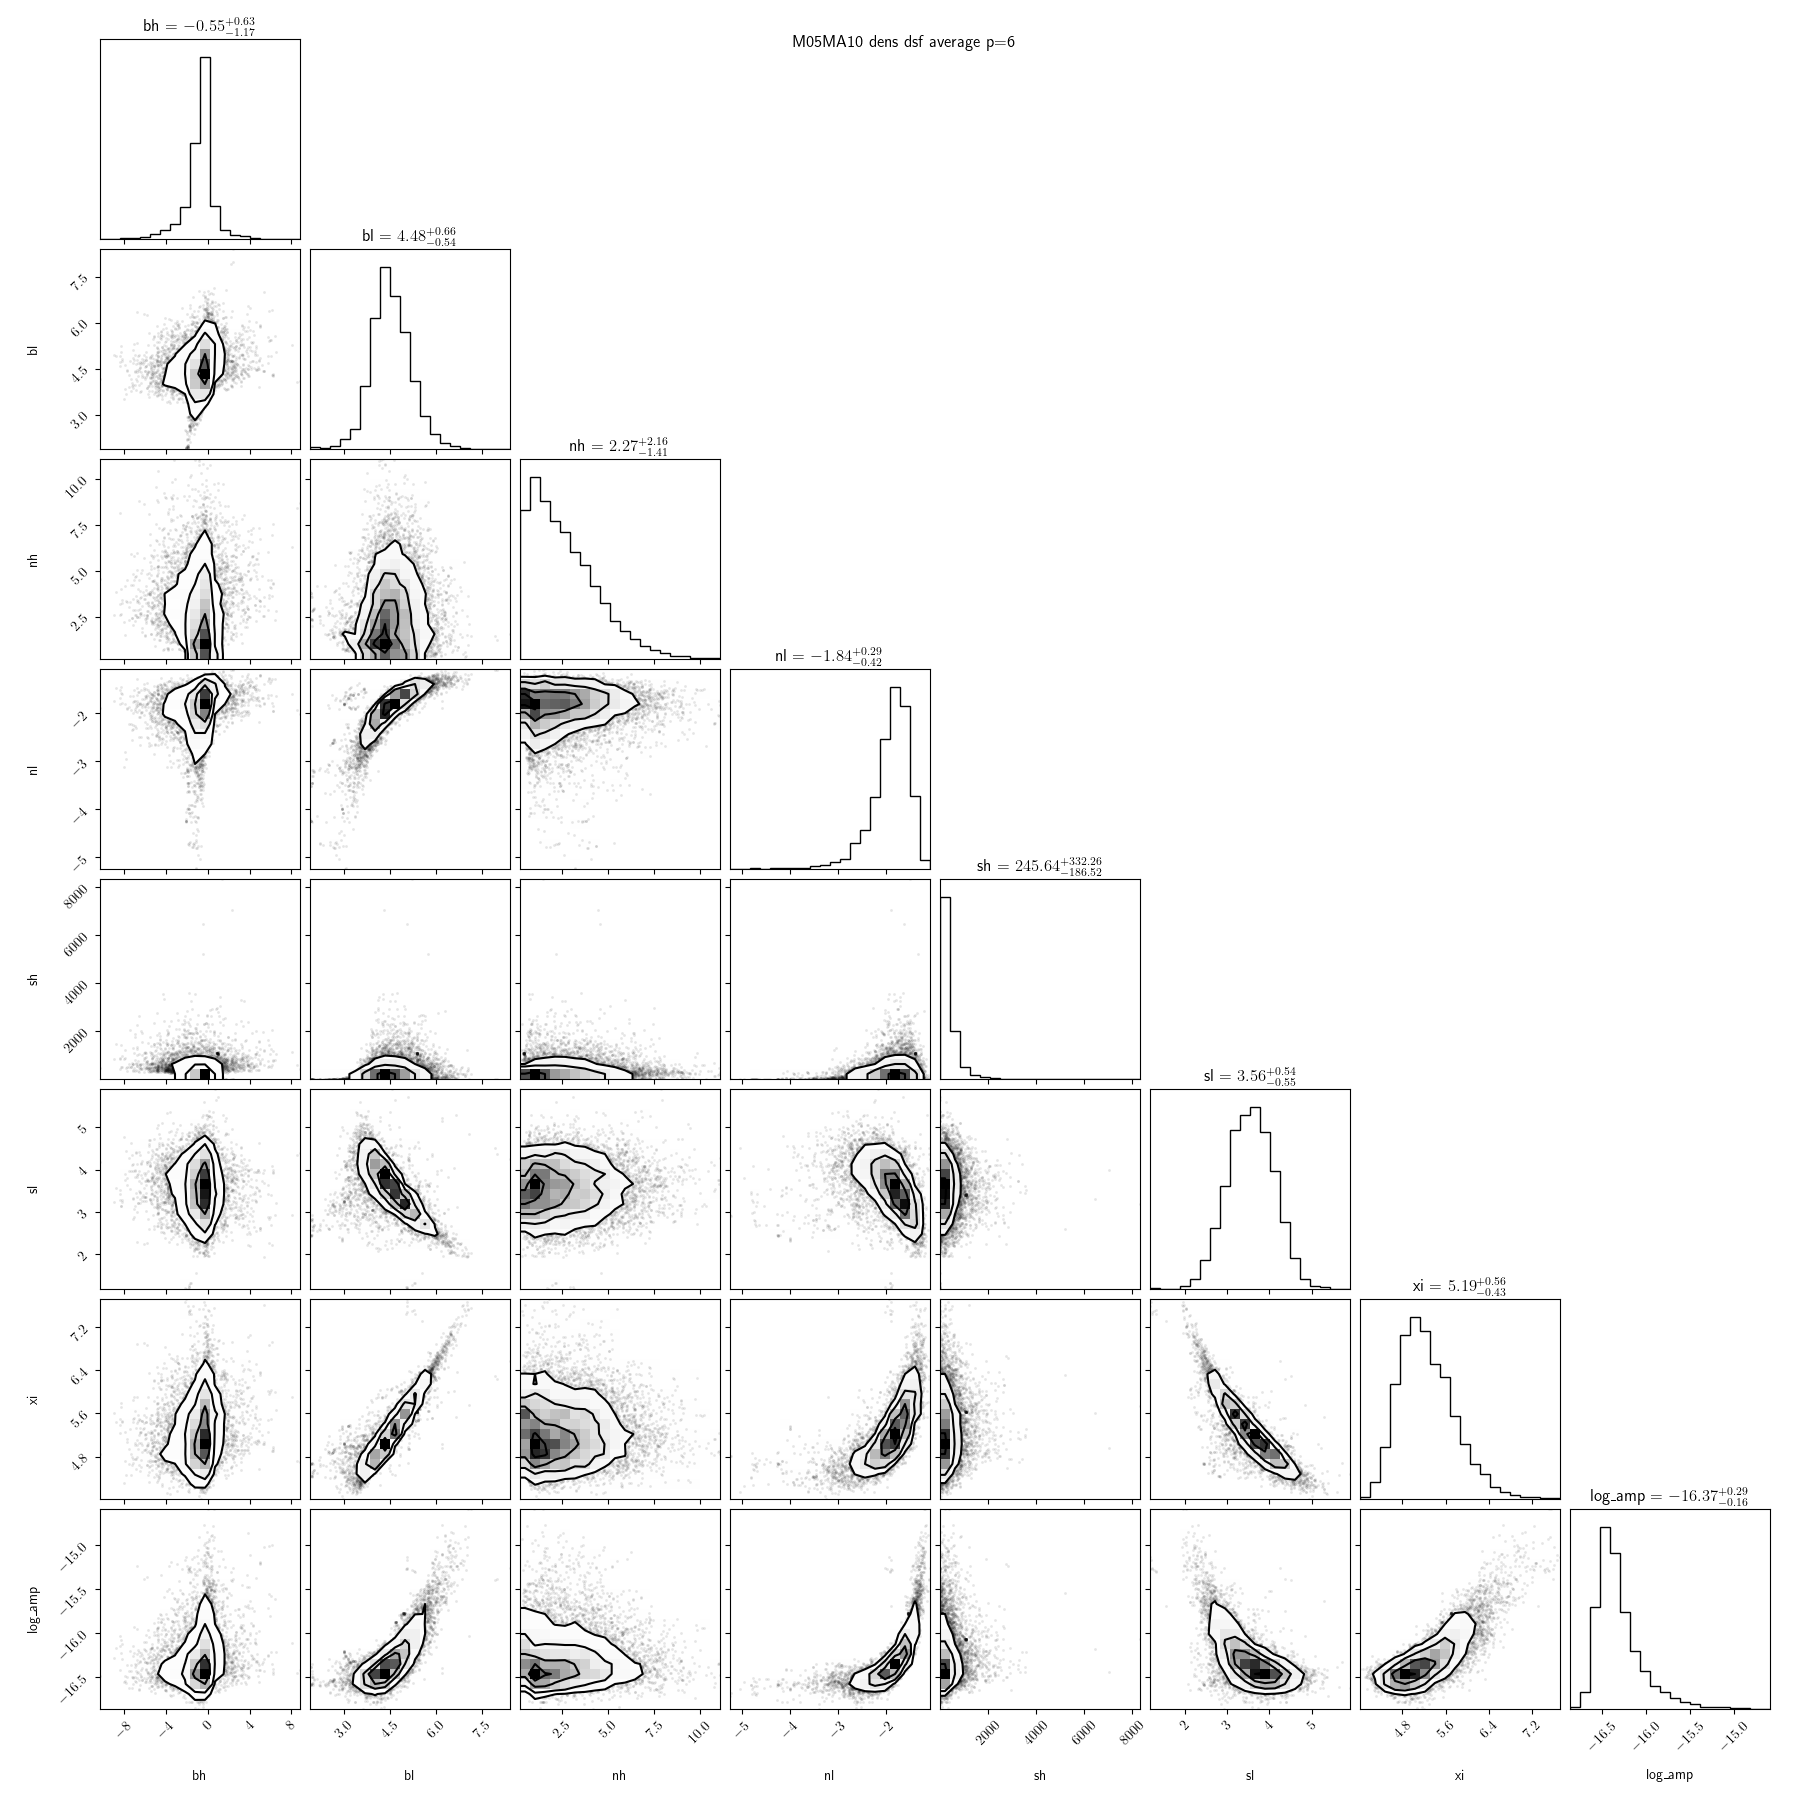 M05MA10 dens dsf average p=6
bh = −0.55 +0.63 −1.17
bl = 4.48 +0.66 −0.54
7.5
6.0
4.5
3.0
bl
nh = 2.27 +2.16 −1.41
10.0
7.5
5.0
2.5
nh
nl = −1.84 +0.29 −0.42
−2
−3
−4
−5
nl
sh = 245.64 +332.26 −186.52
8000
6000
4000
2000
sh
sl = 3.56 +0.54 −0.55
5
4
3
2
sl
xi = 5.19 +0.56 −0.43
7.2
6.4
5.6
4.8
xi
log_amp = −16.37 +0.29 −0.16
−15.0
−15.5
−16.0
−16.5
log_amp
−8 −4 0 4 8 3.0 4.5 6.0 7.5 2.5 5.0 7.5 10.0 −5 −4 −3 −2 2000 4000 6000 8000 2 3 4 5 4.8 5.6 6.4 7.2 −16.5 −16.0 −15.5 −15.0
bh bl nh nl sh sl xi log_amp